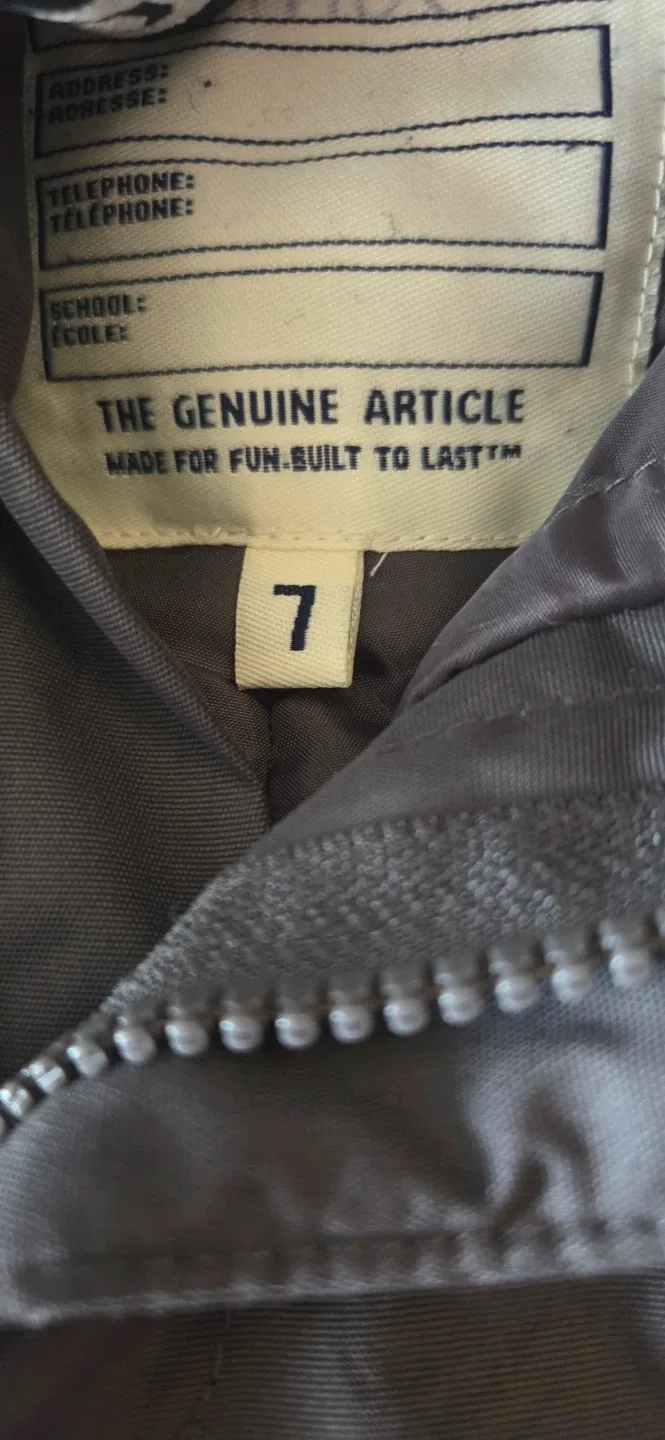 ADDRESS:
ADRESSE:
TELEPHONE:
TÉLÉPHONE:
SCHOOL:
ÉCOLE:
THE GENUINE ARTICLE
MADE FOR FUN-BUILT TO LAST™
7